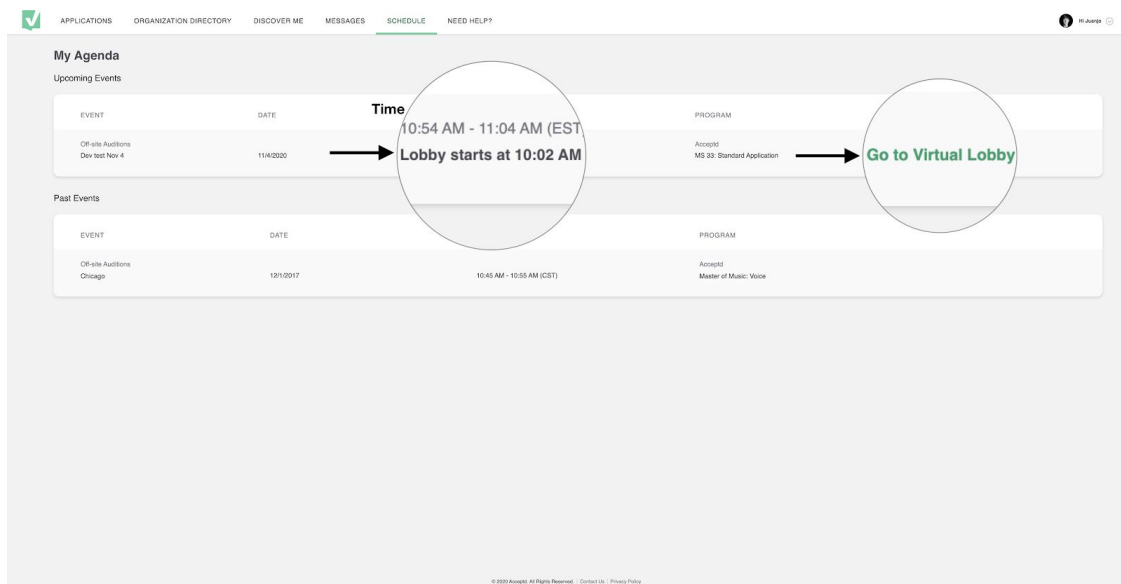 APPLICATIONS ORGANIZATION DIRECTORY DISCOVER ME MESSAGES SCHEDULE NEED HELP? Hi Juanjo
My Agenda
Upcoming Events
EVENT DATE Time PROGRAM
10:54 AM - 11:04 AM (EST
Off-site Auditions Acceptd
Dev test Nov 4 11/4/2020 Lobby starts at 10:02 AM MS 33: Standard Application Go to Virtual Lobby
Past Events
EVENT DATE PROGRAM
Off-site Auditions Acceptd
Chicago 12/1/2017 10:45 AM - 10:55 AM (CST) Master of Music: Voice
© 2020 Acceptd. All Rights Reserved. | Contact Us | Privacy Policy